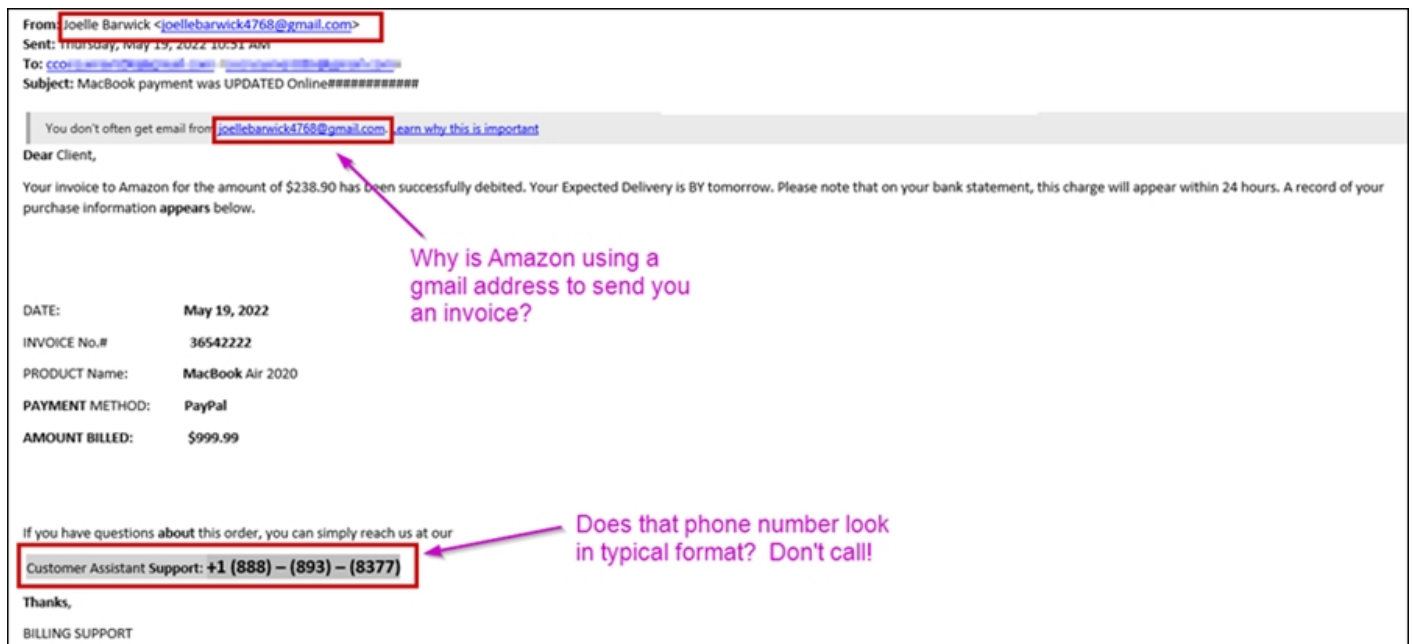 From: Joelle Barwick <joellebarwick4768@gmail.com>
Sent: Thursday, May 19, 2022 10:51 AM
To:
Subject: MacBook payment was UPDATED Online############
You don't often get email from joellebarwick4768@gmail.com. Learn why this is important
Dear Client,
Your invoice to Amazon for the amount of $238.90 has been successfully debited. Your Expected Delivery is BY tomorrow. Please note that on your bank statement, this charge will appear within 24 hours. A record of your
purchase information appears below.
Why is Amazon using a
gmail address to send you
an invoice?
DATE: May 19, 2022
INVOICE No.# 36542222
PRODUCT Name: MacBook Air 2020
PAYMENT METHOD: PayPal
AMOUNT BILLED: $999.99
If you have questions about this order, you can simply reach us at our
Customer Assistant Support: +1 (888) – (893) – (8377)
Does that phone number look
in typical format? Don't call!
Thanks,
BILLING SUPPORT